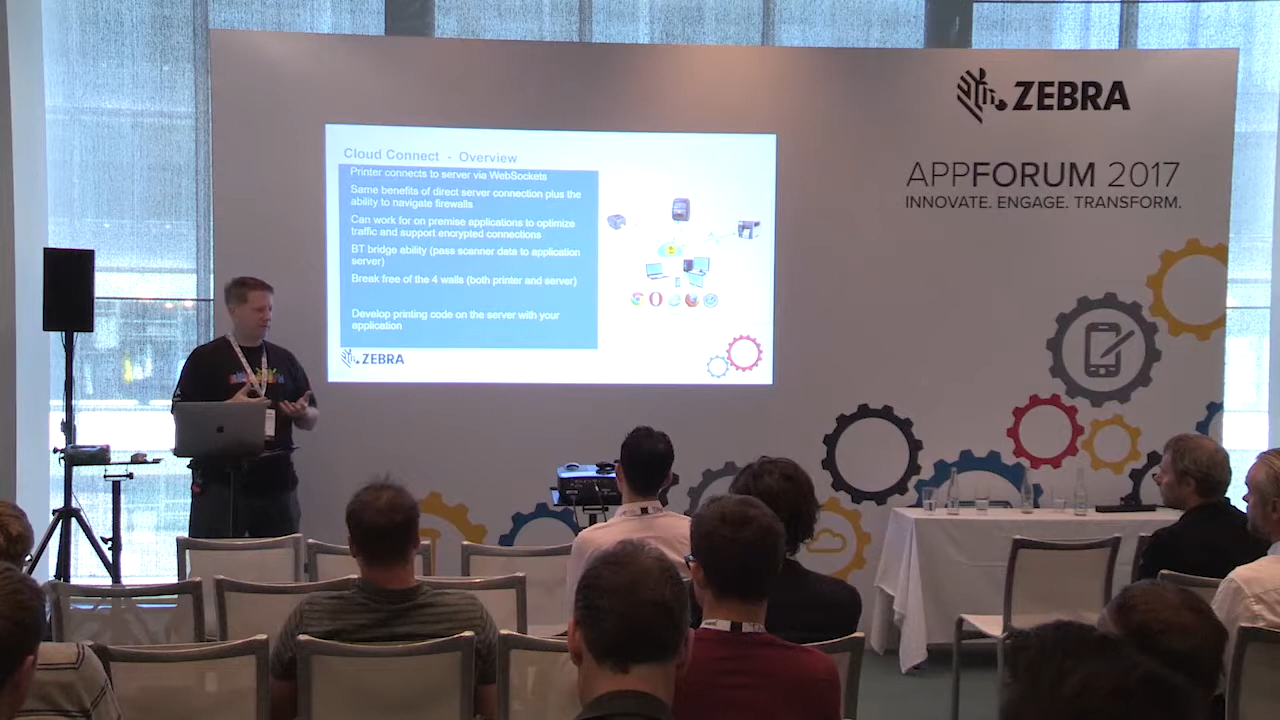 ZEBRA
APPFORUM 2017
INNOVATE. ENGAGE. TRANSFORM.
Cloud Connect - Overview
Printer connects to server via WebSockets
Same benefits of direct server connection plus the
ability to navigate firewalls
Can work for on premise applications to optimize
traffic and support encrypted connections
BT bridge ability (pass scanner data to application
server)
Break free of the 4 walls (both printer and server)
Develop printing code on the server with your
application
ZEBRA